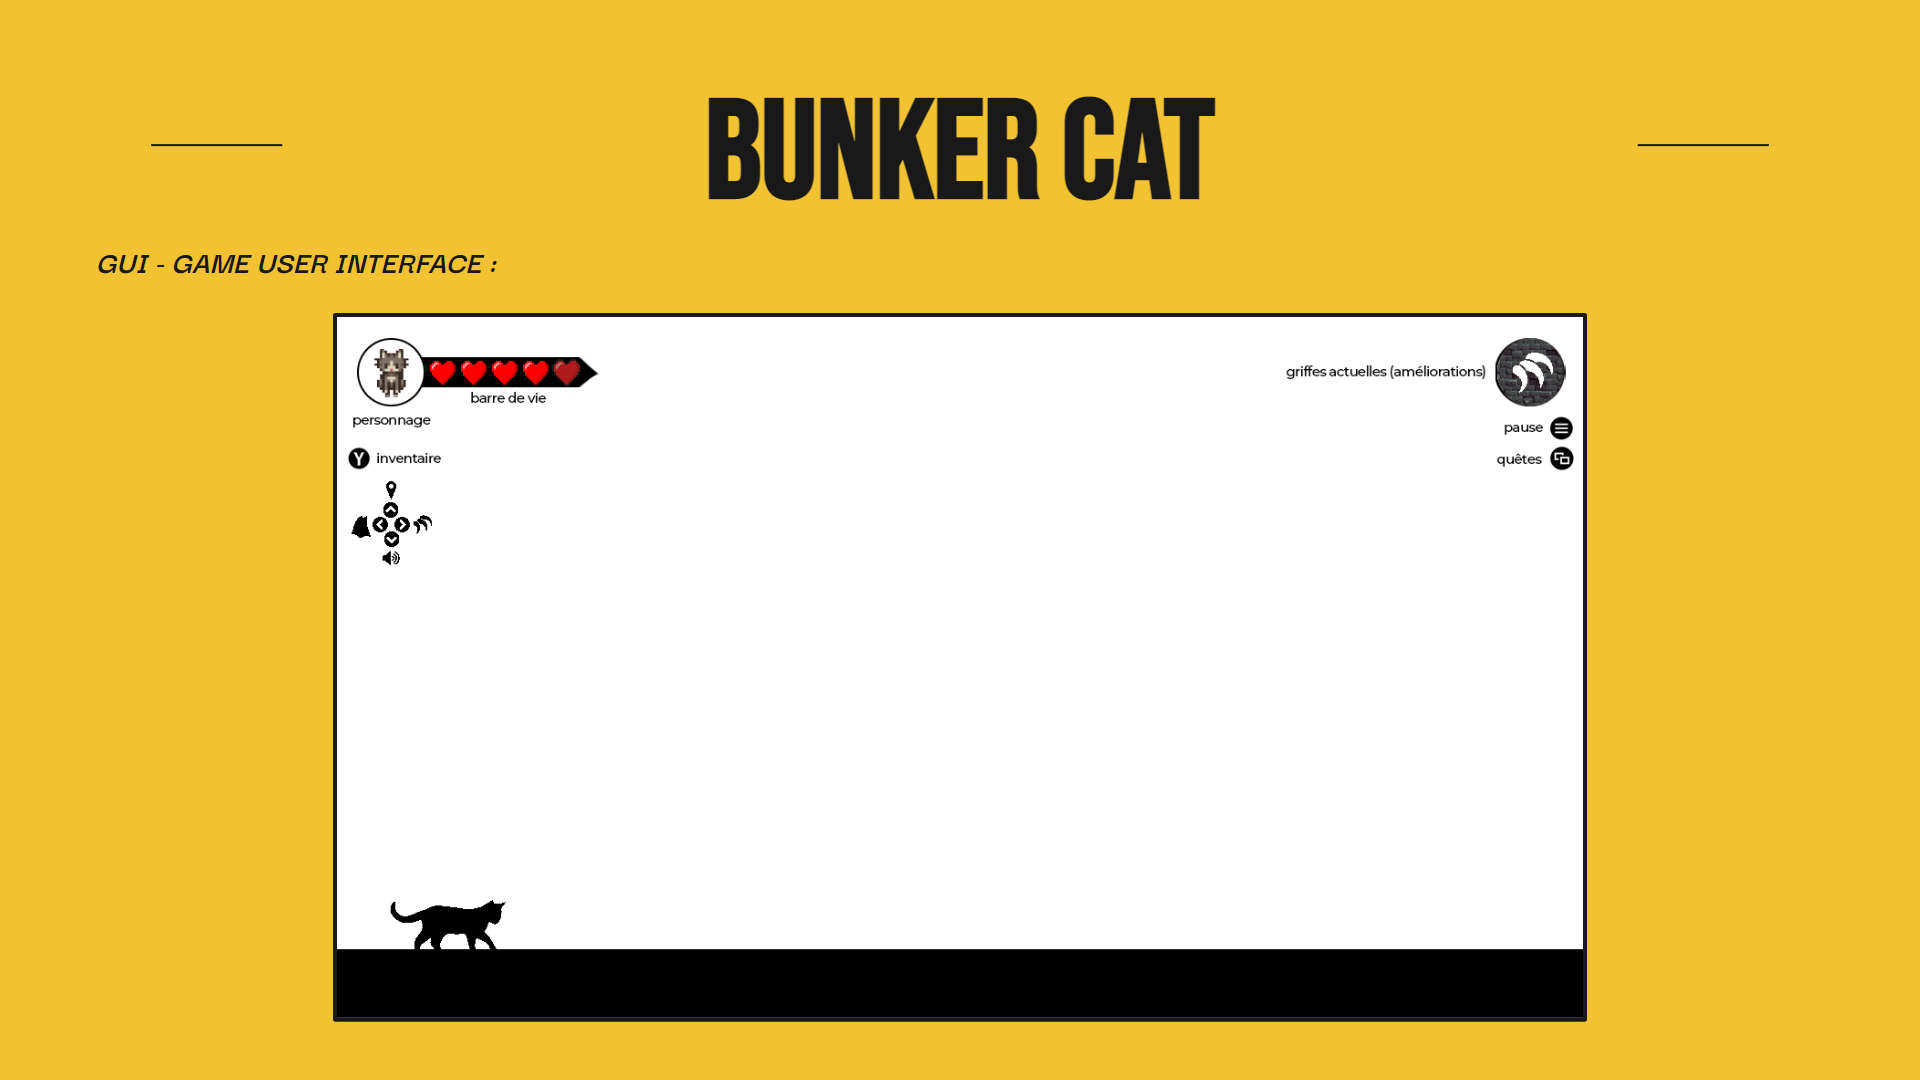 BUNKER CAT
GUI - GAME USER INTERFACE :
griffes actuelles (améliorations)
barre de vie
personnage
pause
Y inventaire
quêtes